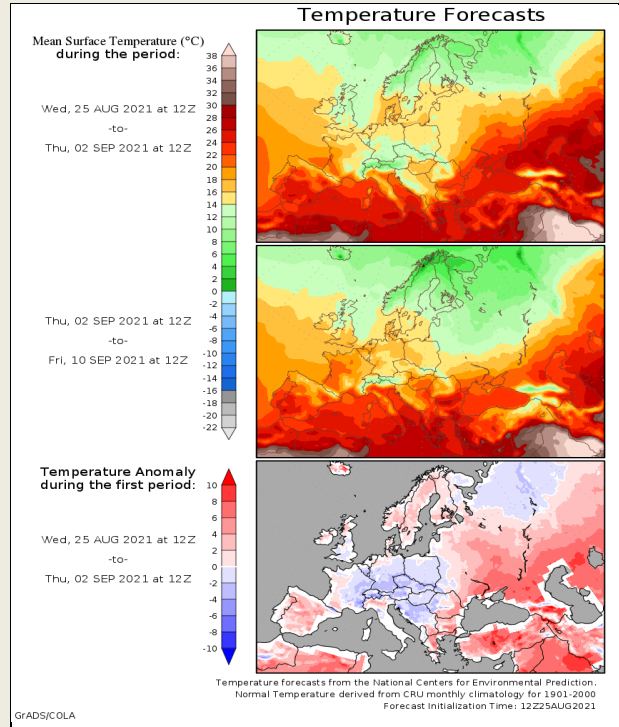 Temperature Forecasts
Mean Surface Temperature (°C)
during the period:
38
36
34
32
30
28
26
24
22
20
18
16
14
12
10
8
6
4
2
0
-2
-4
-6
-8
-10
-12
-14
-16
-18
-20
-22
Wed, 25 AUG 2021 at 12Z
-to-
Thu, 02 SEP 2021 at 12Z
Thu, 02 SEP 2021 at 12Z
-to-
Fri, 10 SEP 2021 at 12Z
Temperature Anomaly
during the first period:
10
8
6
4
2
0
-2
-4
-6
-8
-10
Wed, 25 AUG 2021 at 12Z
-to-
Thu, 02 SEP 2021 at 12Z
Temperature forecasts from the National Centers for Environmental Prediction.
Normal Temperature derived from CRU monthly climatology for 1901-2000
Forecast Initialization Time: 12Z25AUG2021
GrADS/COLA